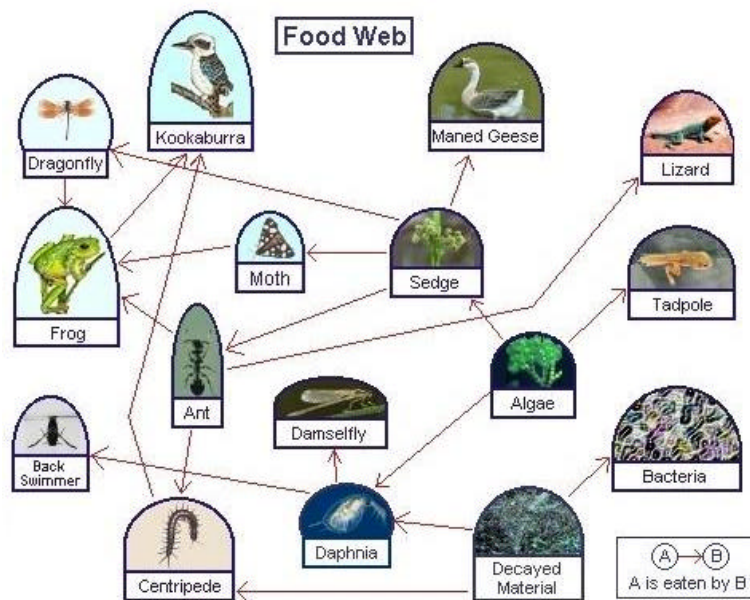 Food Web
Kookaburra
Maned Geese
Dragonfly
Lizard
Moth
Sedge
Tadpole
Frog
Ant
Algae
Damselfly
Back
Swimmer
Bacteria
Daphnia
Decayed
Material
Centripede
A B
A is eaten by B